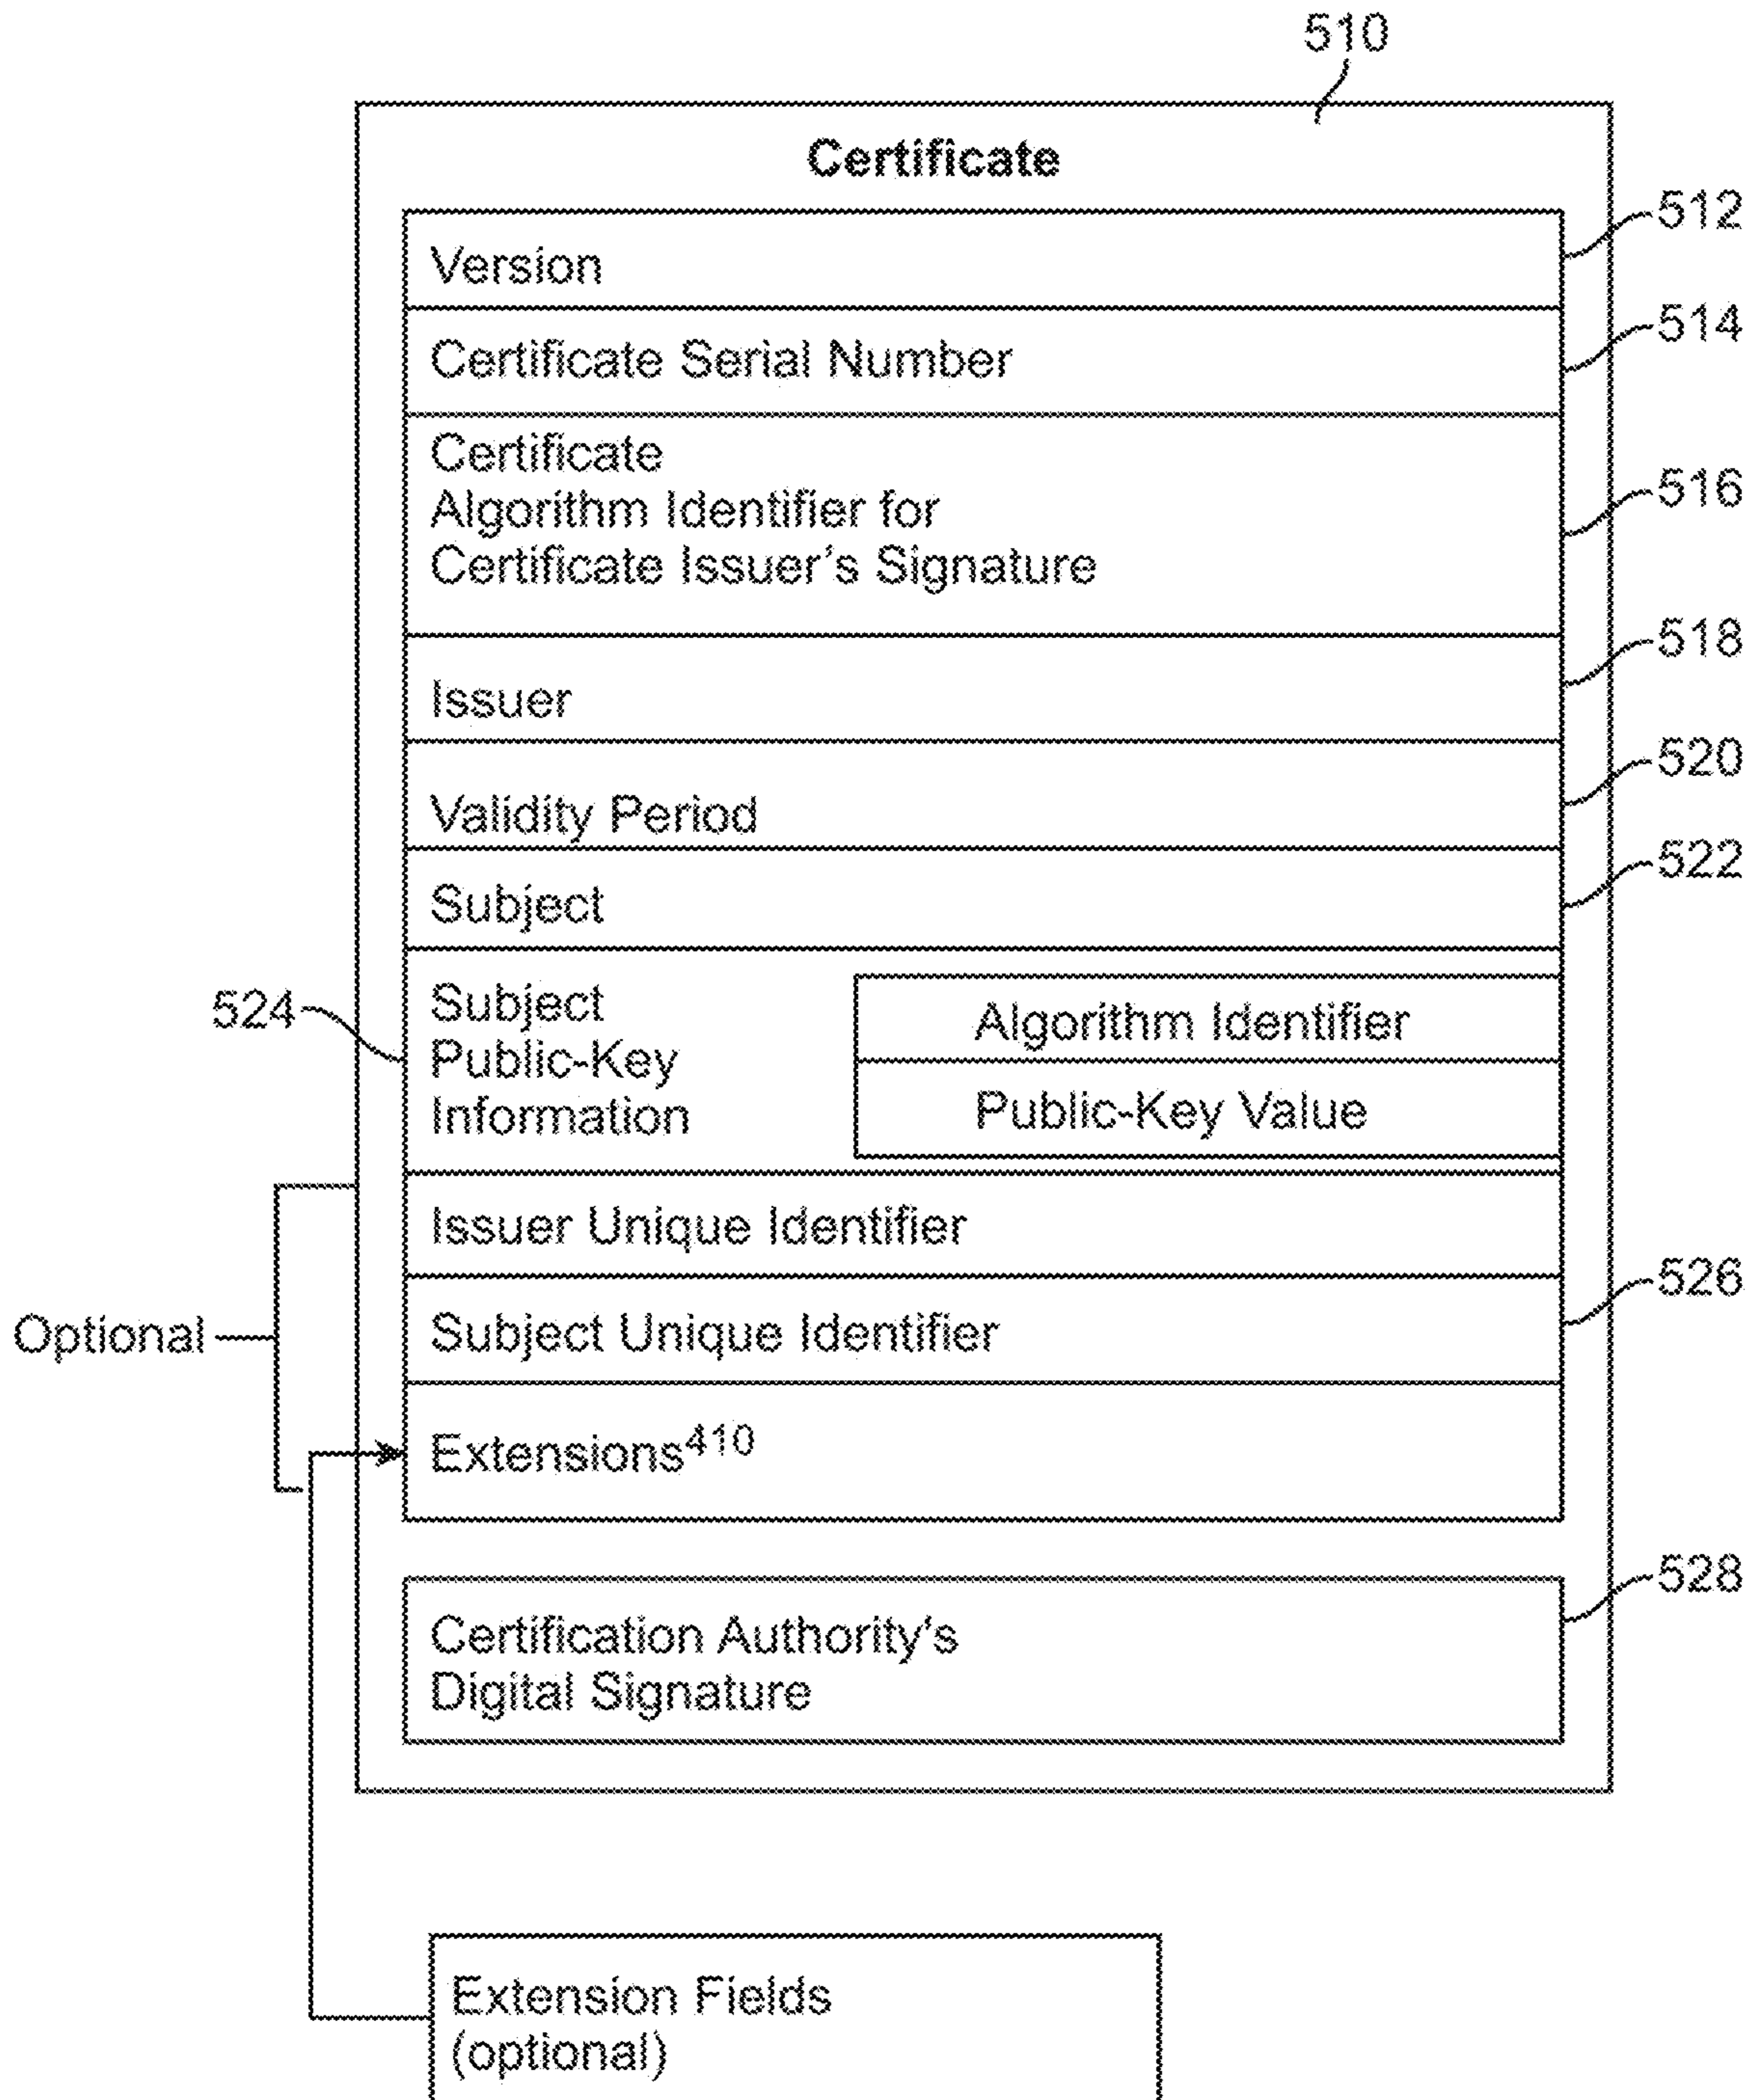 510
Certificate
512
Version
514
Certificate Serial Number
516
Certificate
Algorithm Identifier for
Certificate Issuer's Signature
518
Issuer
520
Validity Period
522
Subject
524
Subject
Public-Key
Information
Algorithm Identifier
Public-Key Value
Issuer Unique Identifier
526
Optional
Subject Unique Identifier
Extensions410
528
Certification Authority's
Digital Signature
Extension Fields
(optional)